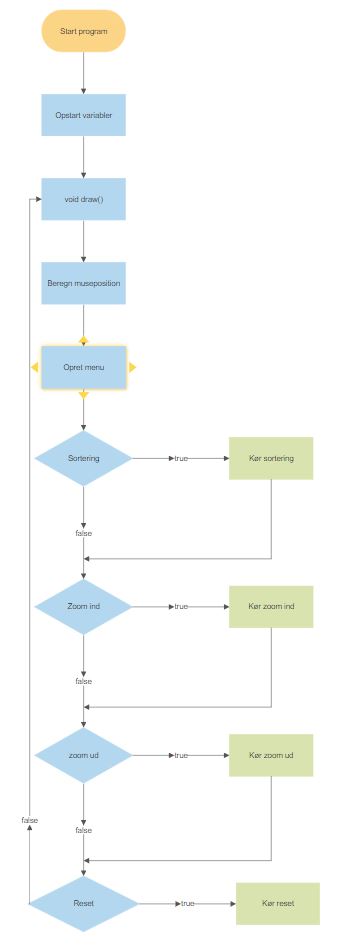 Start program
Opstart variabler
void draw()
Beregn museposition
Opret menu
Sortering
true
Kør sortering
false
Zoom ind
true
Kør zoom ind
false
zoom ud
true
Kør zoom ud
false
false
Reset
true
Kør reset